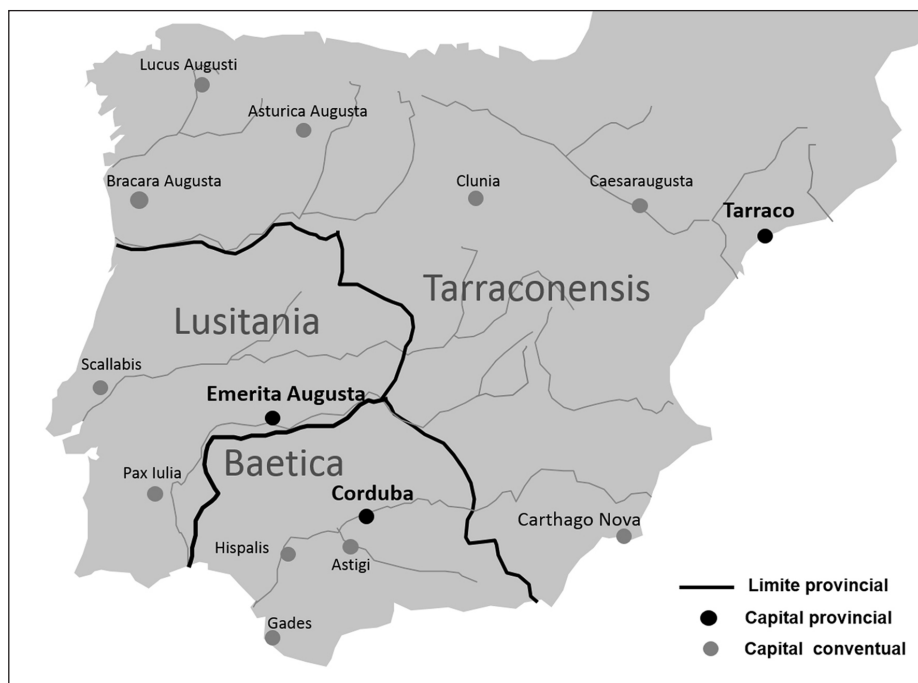 Lucus Augusti
Asturica Augusta
Bracara Augusta
Clunia
Caesaraugusta
Tarraco
Tarraconensis
Lusitania
Scallabis
Emerita Augusta
Baetica
Pax Iulia
Corduba
Carthago Nova
Hispalis
Astigi
Gades
Limite provincial
Capital provincial
Capital conventual